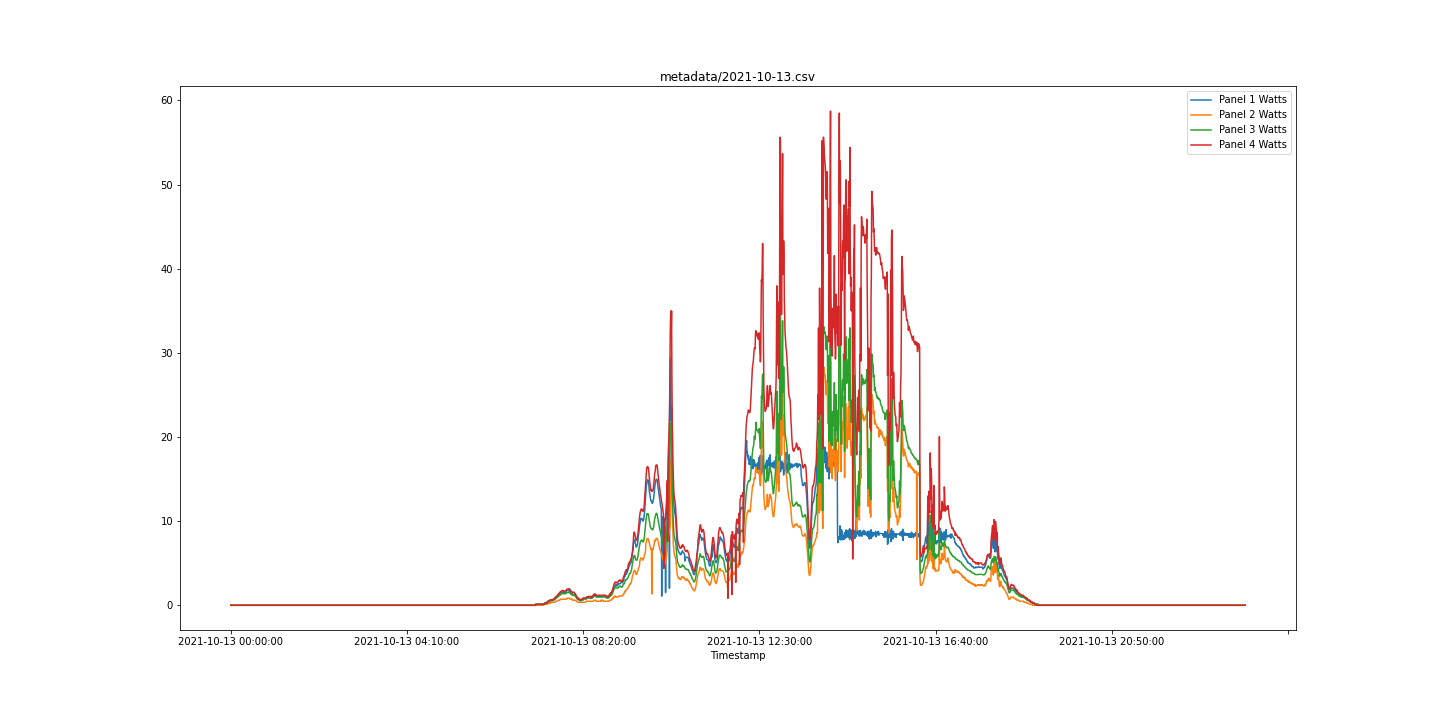 metadata/2021-10-13.csv
Panel 1 Watts
Panel 2 Watts
Panel 3 Watts
Panel 4 Watts
60
50
40
30
20
10
0
2021-10-13 00:00:00
2021-10-13 04:10:00
2021-10-13 08:20:00
2021-10-13 12:30:00
2021-10-13 16:40:00
2021-10-13 20:50:00
Timestamp